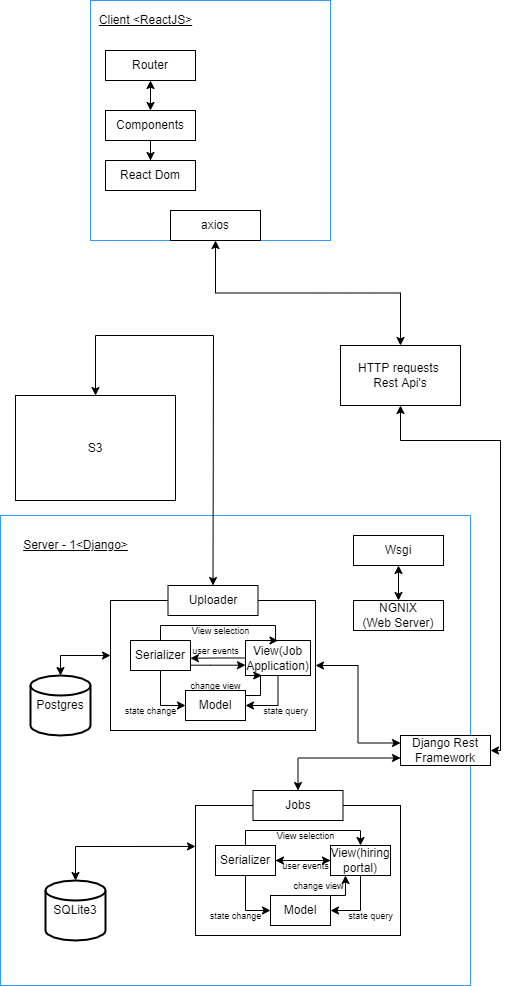 Client <ReactJS>
Router
Components
React Dom
axios
HTTP requests
Rest Api's
S3
Server - 1<Django>
Wsgi
NGNIX
(Web Server)
Uploader
View selection
Serializer
user events
View(Job
Application)
change view
Model
state change
state query
Postgres
Django Rest
Framework
Jobs
View selection
Serializer
user events
View(hiring
portal)
change view
Model
state change
state query
SQLite3